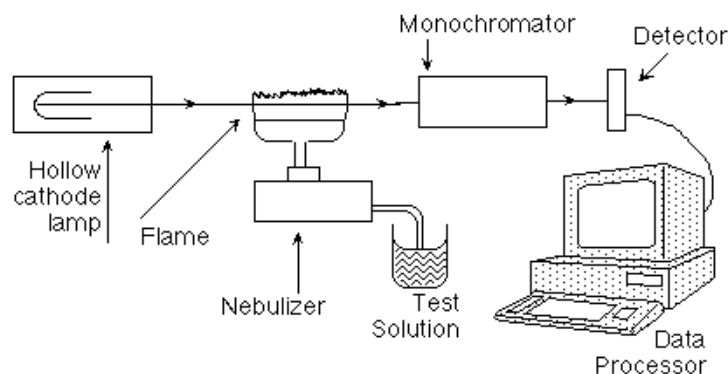 Monochromator
Detector
Hollow
cathode
lamp
Flame
Nebulizer
Test
Solution
Data
Processor